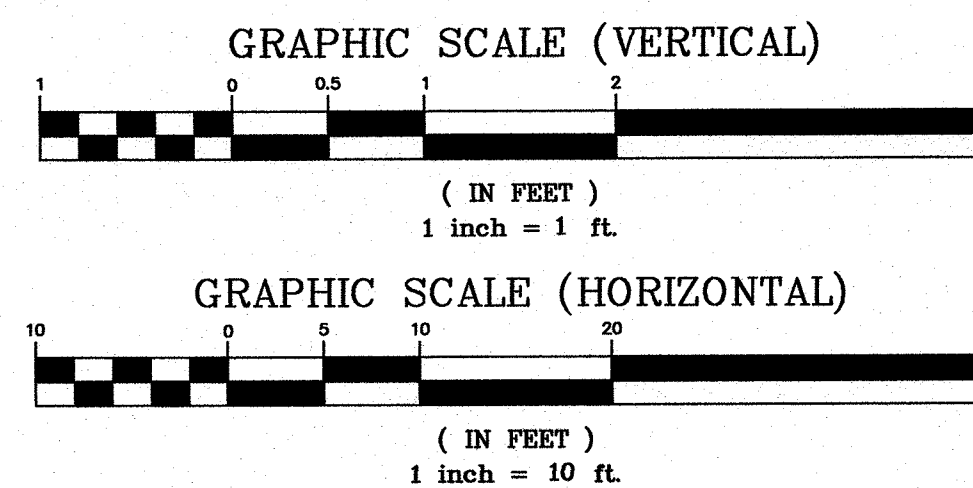 GRAPHIC SCALE (VERTICAL)
1 0 0.5 1 2
( IN FEET )
1 inch = 1 ft.
GRAPHIC SCALE (HORIZONTAL)
10 0 5 10 20
( IN FEET )
1 inch = 10 ft.